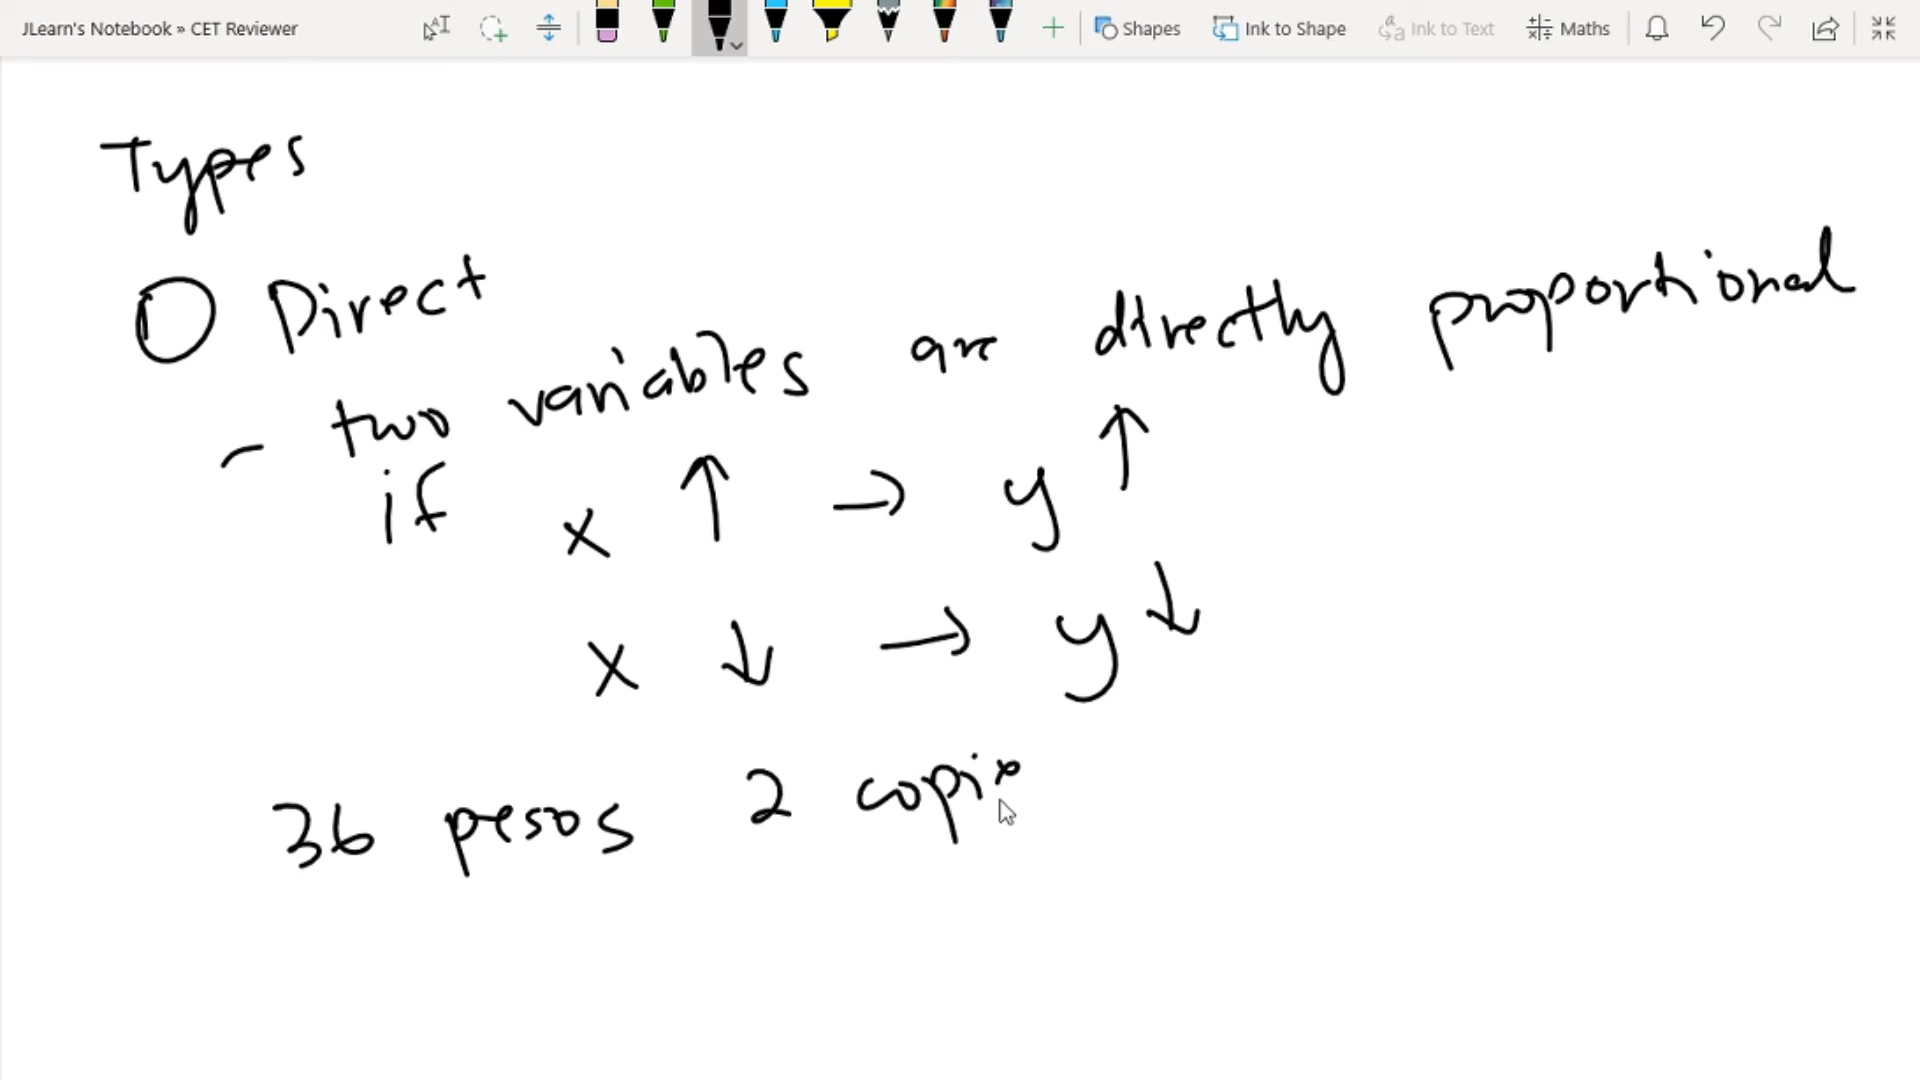 JLearn's Notebook » CET Reviewer
Shapes
Ink to Shape
Ink to Text
Maths
Types
① Direct
- two variables are directly proportional
if x ↑ → y ↑
x ↓ → y ↓
36 pesos 2 copie